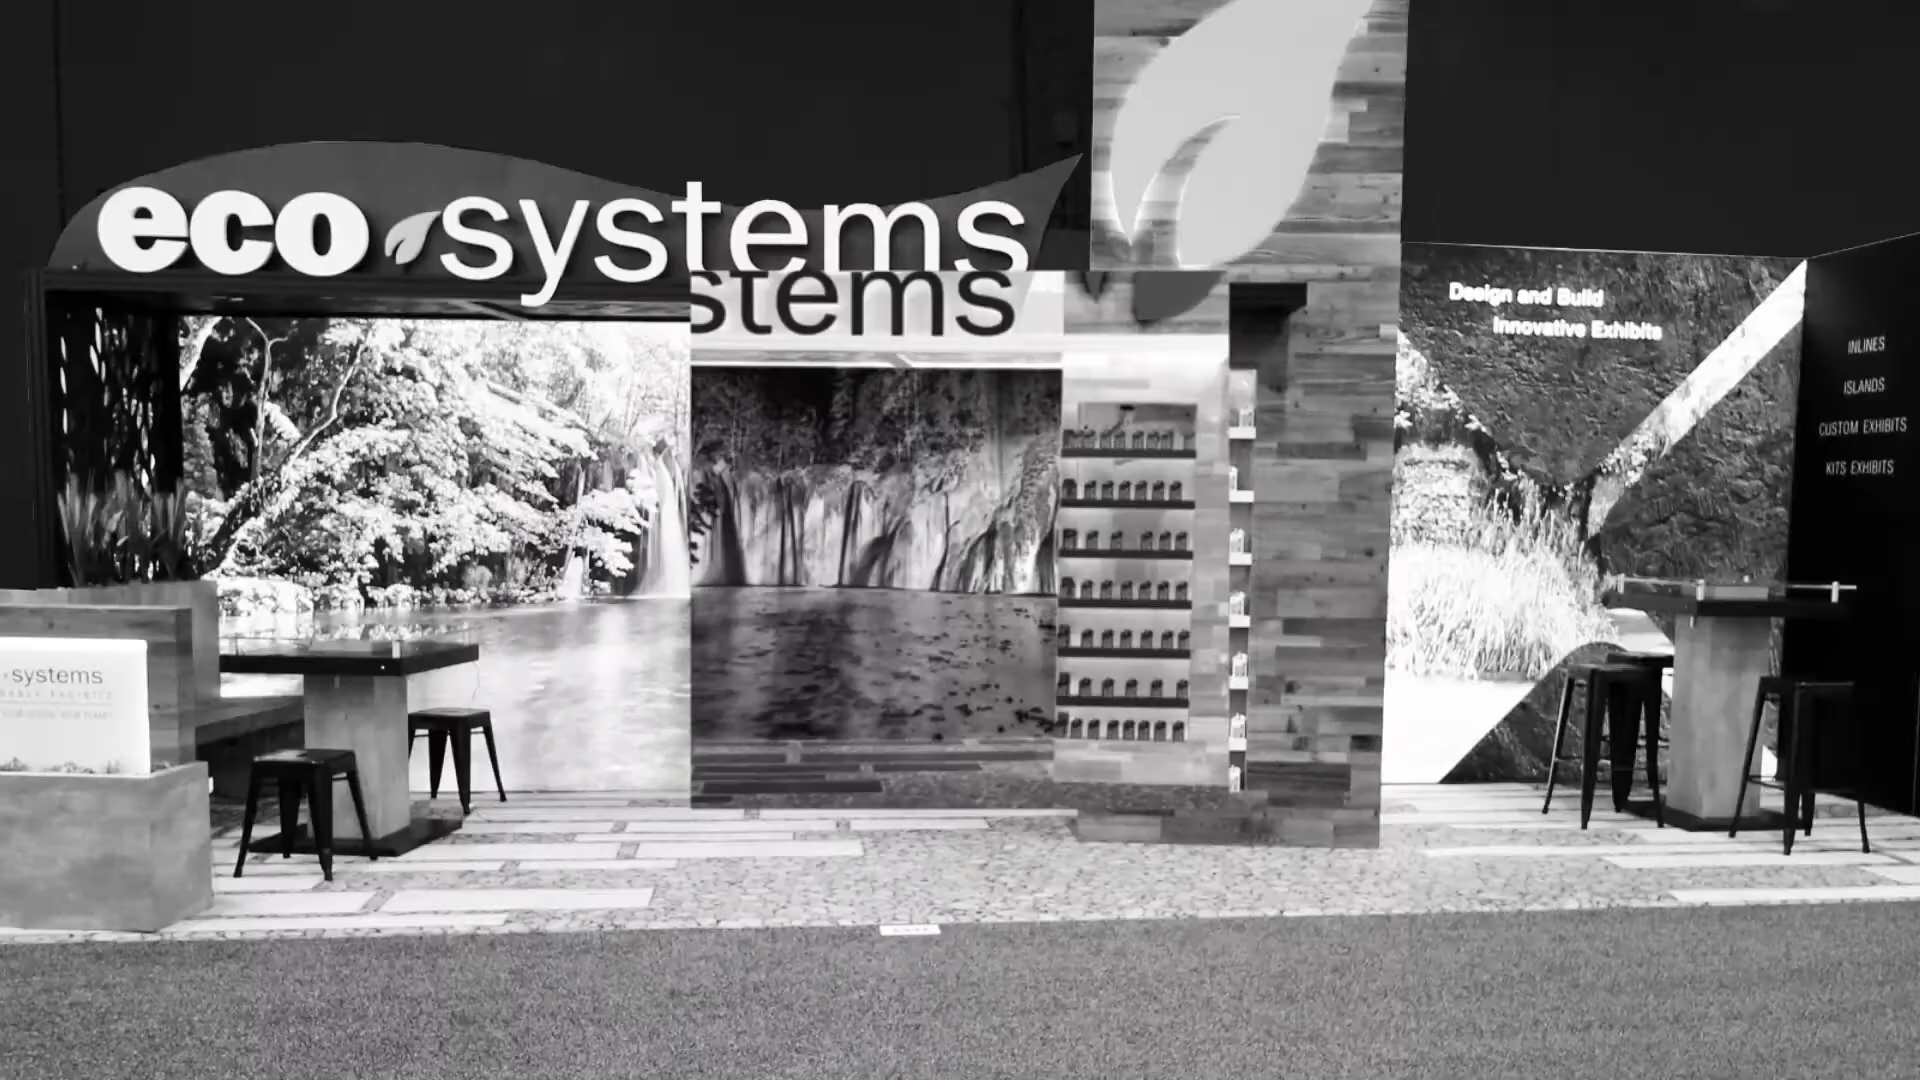 eco systems
stems
Design and Build
Innovative Exhibits
INLINES
ISLANDS
CUSTOM EXHIBITS
KITS EXHIBITS
systems